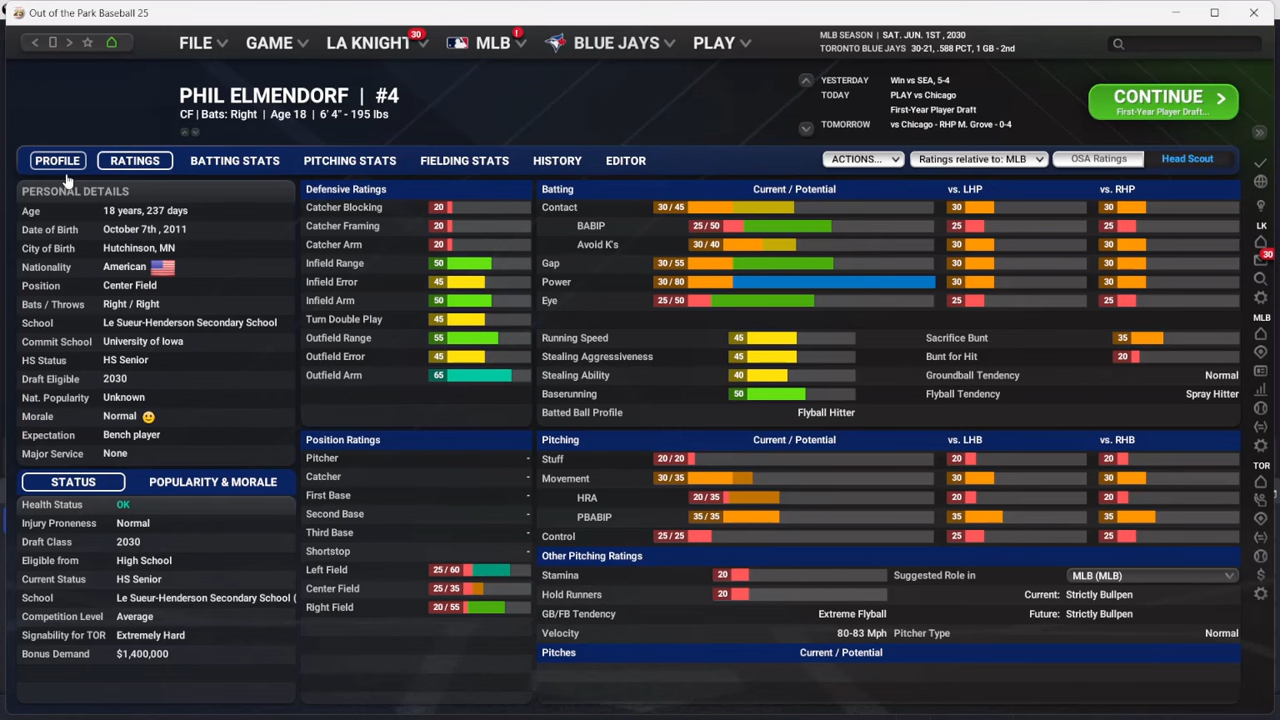 Out of the Park Baseball 25
FILE GAME LA KNIGHT 30 MLB ! BLUE JAYS PLAY
MLB SEASON | SAT. JUN. 1ST, 2030
TORONTO BLUE JAYS 30-21, .588 PCT, 1 GB - 2nd
PHIL ELMENDORF | #4
CF | Bats: Right | Age 18 | 6' 4" - 195 lbs
YESTERDAY Win vs SEA, 5-4
TODAY PLAY vs Chicago
First-Year Player Draft
TOMORROW vs Chicago - RHP M. Grove - 0-4
CONTINUE
First-Year Player Draft...
PROFILE RATINGS BATTING STATS PITCHING STATS FIELDING STATS HISTORY EDITOR ACTIONS... Ratings relative to: MLB OSA Ratings Head Scout
PERSONAL DETAILS
Age 18 years, 237 days
Date of Birth October 7th, 2011
City of Birth Hutchinson, MN
Nationality American
Position Center Field
Bats / Throws Right / Right
School Le Sueur-Henderson Secondary School
Commit School University of Iowa
HS Status HS Senior
Draft Eligible 2030
Nat. Popularity Unknown
Morale Normal
Expectation Bench player
Major Service None
STATUS POPULARITY & MORALE
Health Status OK
Injury Proneness Normal
Draft Class 2030
Eligible from High School
Current Status HS Senior
School Le Sueur-Henderson Secondary School (
Competition Level Average
Signability for TOR Extremely Hard
Bonus Demand $1,400,000
Defensive Ratings
Catcher Blocking 20
Catcher Framing 20
Catcher Arm 20
Infield Range 50
Infield Error 45
Infield Arm 50
Turn Double Play 45
Outfield Range 55
Outfield Error 45
Outfield Arm 65
Position Ratings
Pitcher -
Catcher -
First Base -
Second Base -
Third Base -
Shortstop -
Left Field 25 / 60
Center Field 25 / 35
Right Field 20 / 55
Batting Current / Potential vs. LHP vs. RHP
Contact 30 / 45 30 30
BABIP 25 / 50 25 25
Avoid K's 30 / 40 30 30
Gap 30 / 55 30 30
Power 30 / 80 30 30
Eye 25 / 50 25 25
Running Speed 45 Sacrifice Bunt 35
Stealing Aggressiveness 45 Bunt for Hit 20
Stealing Ability 40 Groundball Tendency Normal
Baserunning 50 Flyball Tendency Spray Hitter
Batted Ball Profile Flyball Hitter
Pitching Current / Potential vs. LHB vs. RHB
Stuff 20 / 20 20 20
Movement 30 / 35 30 30
HRA 20 / 35 20 20
PBABIP 35 / 35 35 35
Control 25 / 25 25 25
Other Pitching Ratings
Stamina 20 Suggested Role in MLB (MLB)
Hold Runners 20 Current: Strictly Bullpen
GB/FB Tendency Extreme Flyball Future: Strictly Bullpen
Velocity 80-83 Mph Pitcher Type Normal
Pitches Current / Potential
LK
30
MLB
TOR